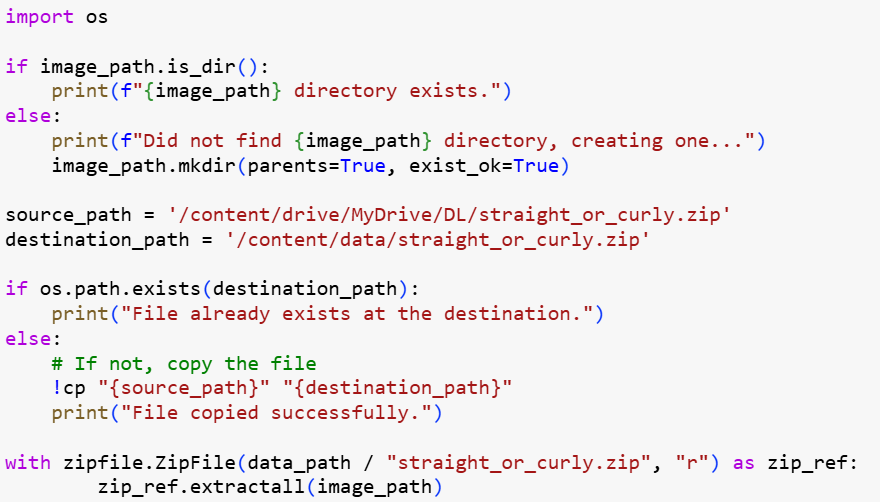 import os

if image_path.is_dir():
    print(f"{image_path} directory exists.")
else:
    print(f"Did not find {image_path} directory, creating one...")
    image_path.mkdir(parents=True, exist_ok=True)

source_path = '/content/drive/MyDrive/DL/straight_or_curly.zip'
destination_path = '/content/data/straight_or_curly.zip'

if os.path.exists(destination_path):
    print("File already exists at the destination.")
else:
    # If not, copy the file
    !cp "{source_path}" "{destination_path}"
    print("File copied successfully.")

with zipfile.ZipFile(data_path / "straight_or_curly.zip", "r") as zip_ref:
        zip_ref.extractall(image_path)